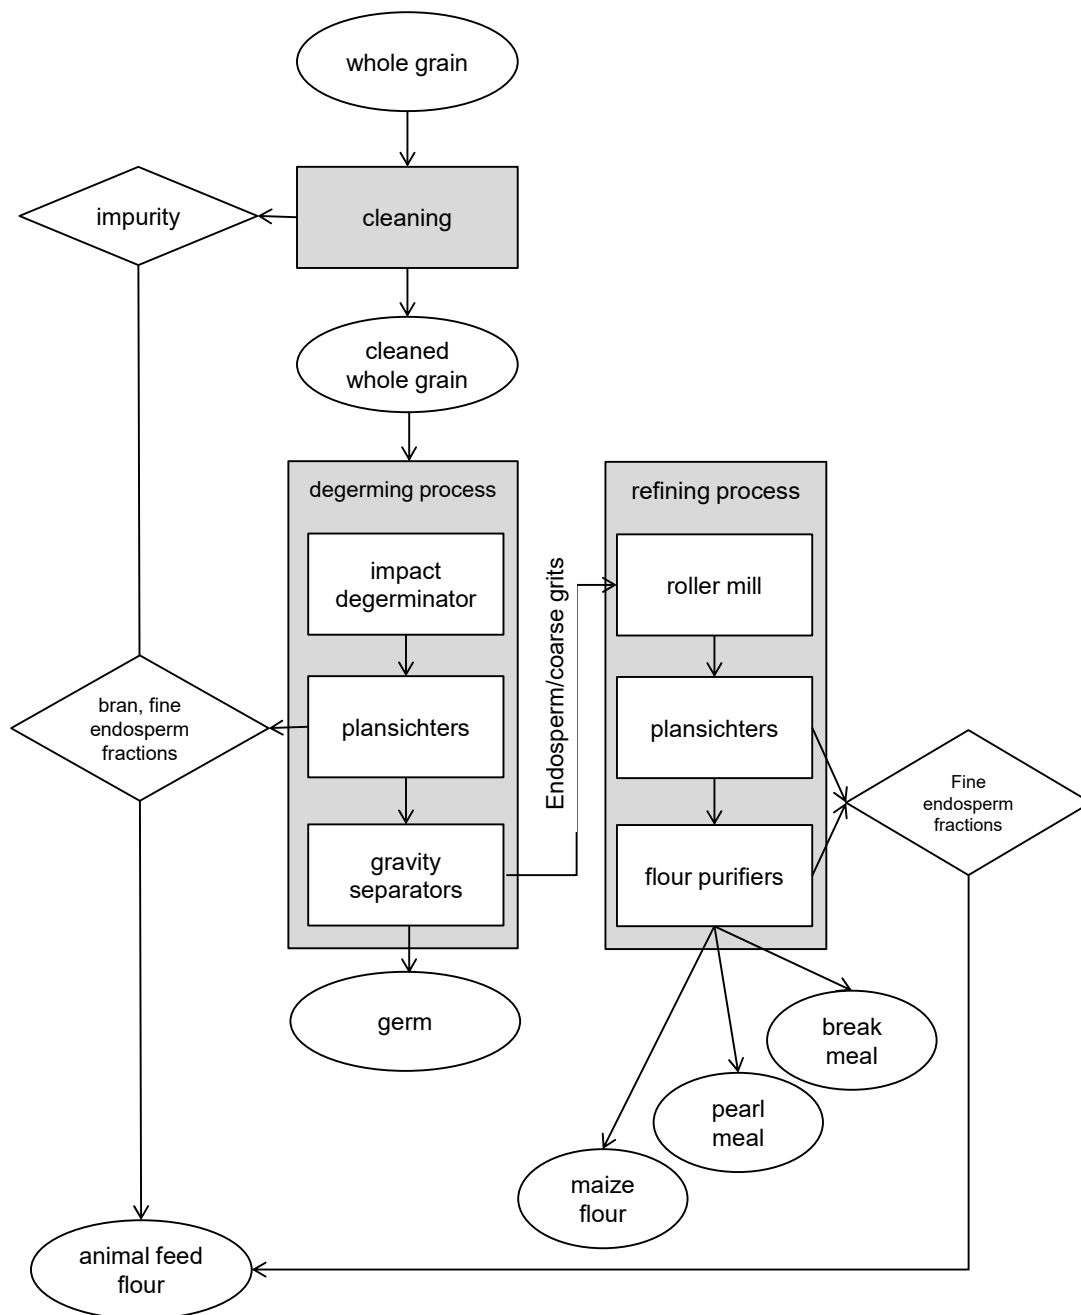 whole grain
impurity
cleaning
cleaned
whole grain
degerming process
refining process
impact
degerminator
Endosperm/coarse grits
roller mill
bran, fine
endosperm
fractions
plansichters
plansichters
Fine
endosperm
fractions
gravity
separators
flour purifiers
germ
break
meal
pearl
meal
maize
flour
animal feed
flour